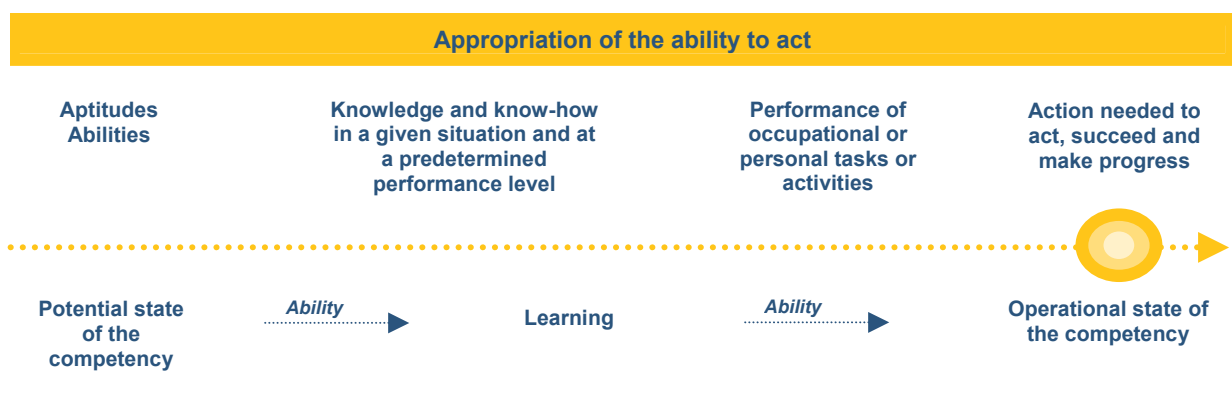 Appropriation of the ability to act
Aptitudes
Abilities
Knowledge and know-how
in a given situation and at
a predetermined
performance level
Performance of
occupational or
personal tasks or
activities
Action needed to
act, succeed and
make progress
Potential state
of the
competency
Ability
Learning
Ability
Operational state of
the competency